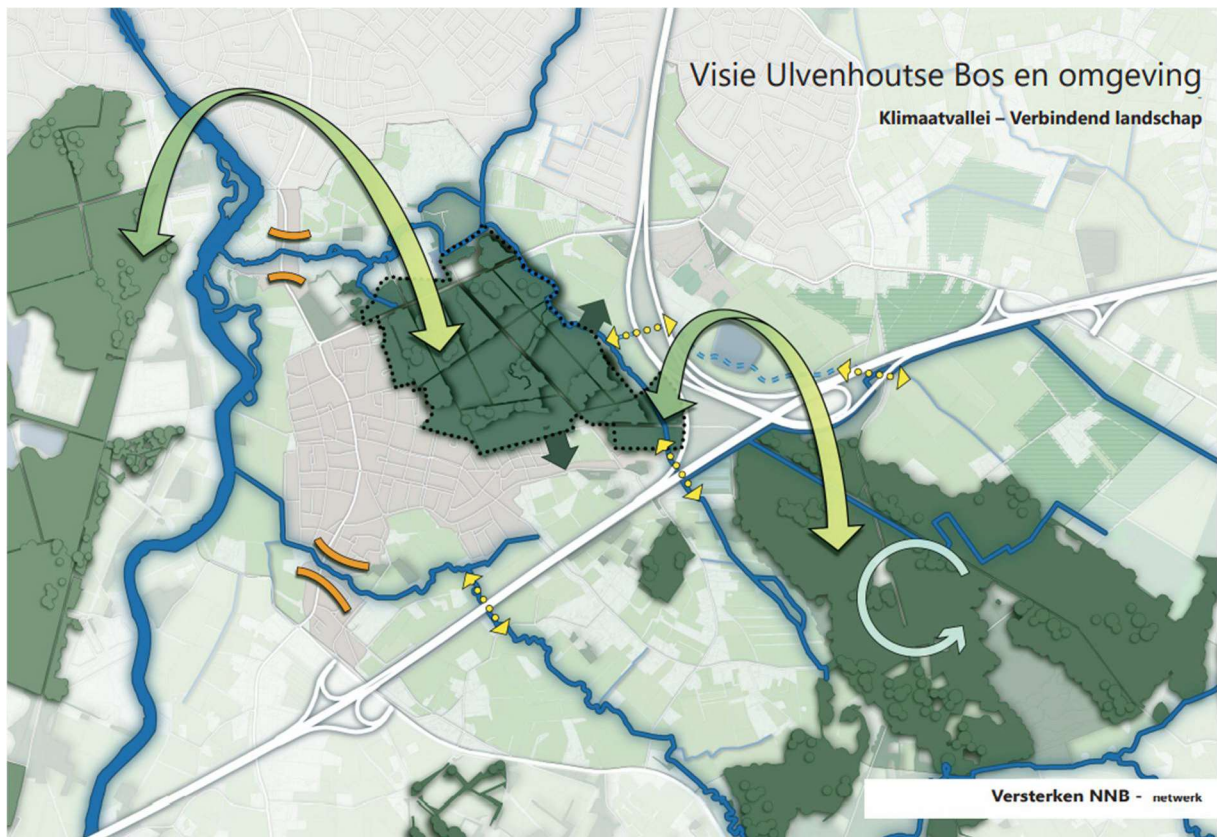 Visie Ulvenhoutse Bos en omgeving
Klimaatvallei – Verbindend landschap
Versterken NNB - netwerk